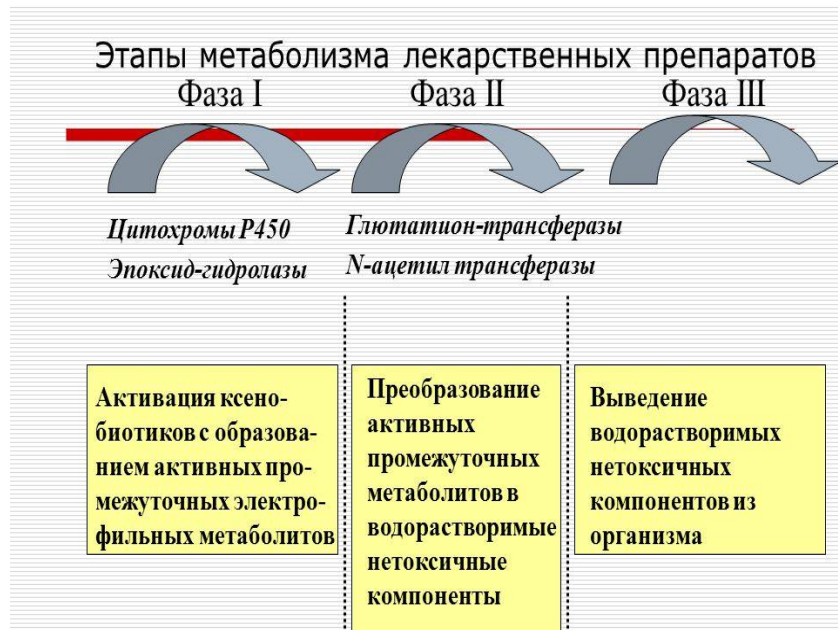 Этапы метаболизма лекарственных препаратов
Фаза I
Фаза II
Фаза III
Цитохромы P450
Эпоксид-гидролазы
Глютатион-трансферазы
N-ацетил трансферазы
Активация ксено-
биотиков с образова-
нием активных про-
межуточных электро-
фильных метаболитов
Преобразование
активных
промежуточных
метаболитов в
водорастворимые
нетоксичные
компоненты
Выведение
водорастворимых
нетоксичных
компонентов из
организма